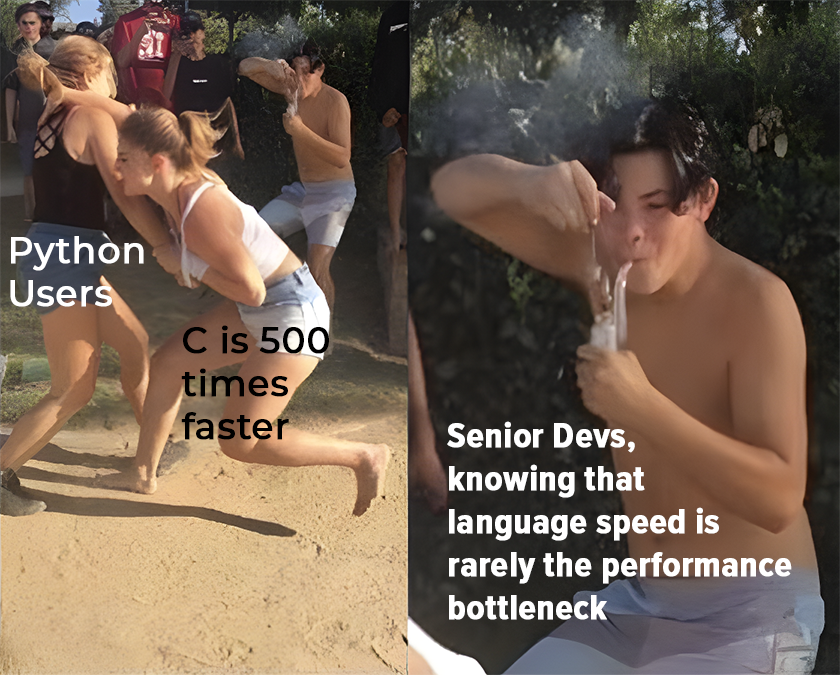 Python
Users
C is 500
times
faster
Senior Devs,
knowing that
language speed is
rarely the performance
bottleneck